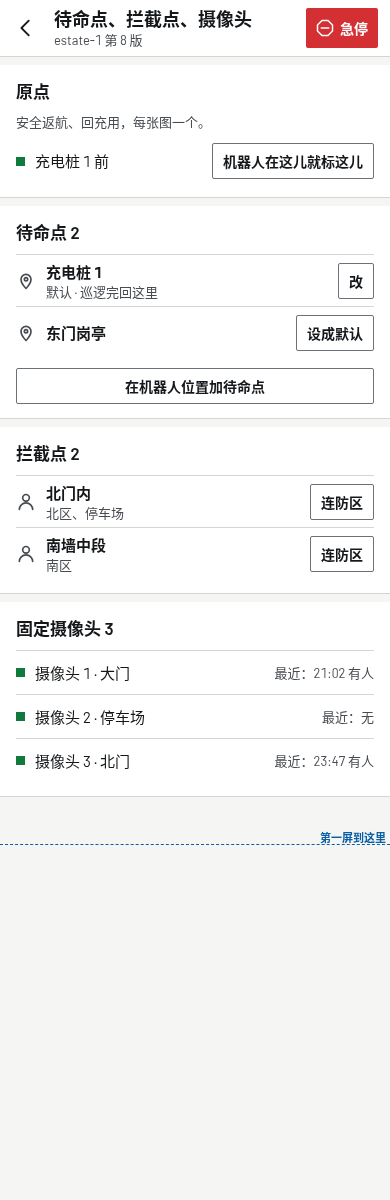 待命点、拦截点、摄像头
estate-1 第 8 版
急停
原点
安全返航、回充用，每张图一个。
充电桩 1 前
机器人在这儿就标这儿
待命点 2
充电桩 1
默认 · 巡逻完回这里
改
东门岗亭
设成默认
在机器人位置加待命点
拦截点 2
北门内
北区、停车场
连防区
南墙中段
南区
连防区
固定摄像头 3
摄像头 1 · 大门
最近：21:02 有人
摄像头 2 · 停车场
最近：无
摄像头 3 · 北门
最近：23:47 有人
第一屏到这里